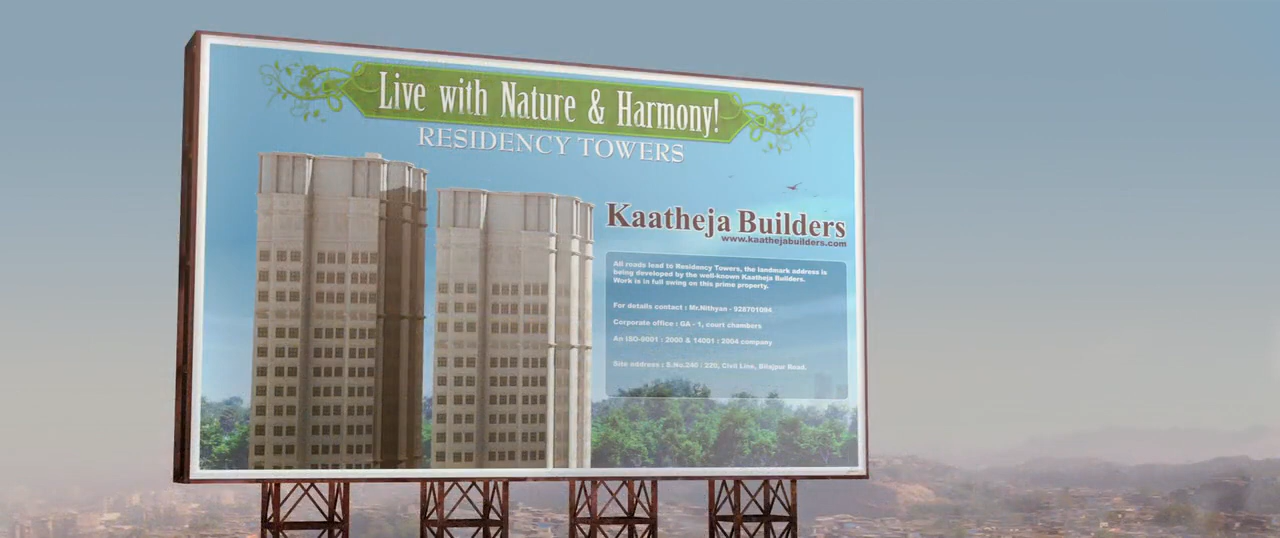 Live with Nature & Harmony!
RESIDENCY TOWERS
Kaatheja Builders
www.kaathejabuilders.com
All roads lead to Residency Towers, the landmark address is
being developed by the well-known Kaatheja Builders.
Work is in full swing on this prime property.
For details contact : Mr.Nithyan - 928701094
Corporate office : GA - 1, court chambers
An ISO-9001 : 2000 & 14001 : 2004 company
Site address : S.No.240 : 220, Civil Line, Bilajpur Road.